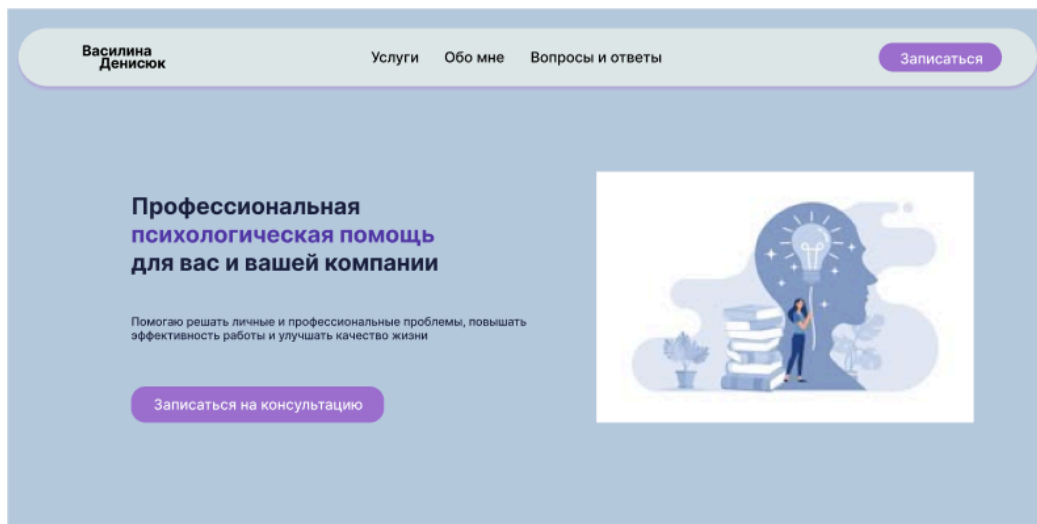 Василина
Денисюк
Услуги Обо мне Вопросы и ответы
Записаться
Профессиональная
психологическая помощь
для вас и вашей компании
Помогаю решать личные и профессиональные проблемы, повышать
эффективность работы и улучшать качество жизни
Записаться на консультацию